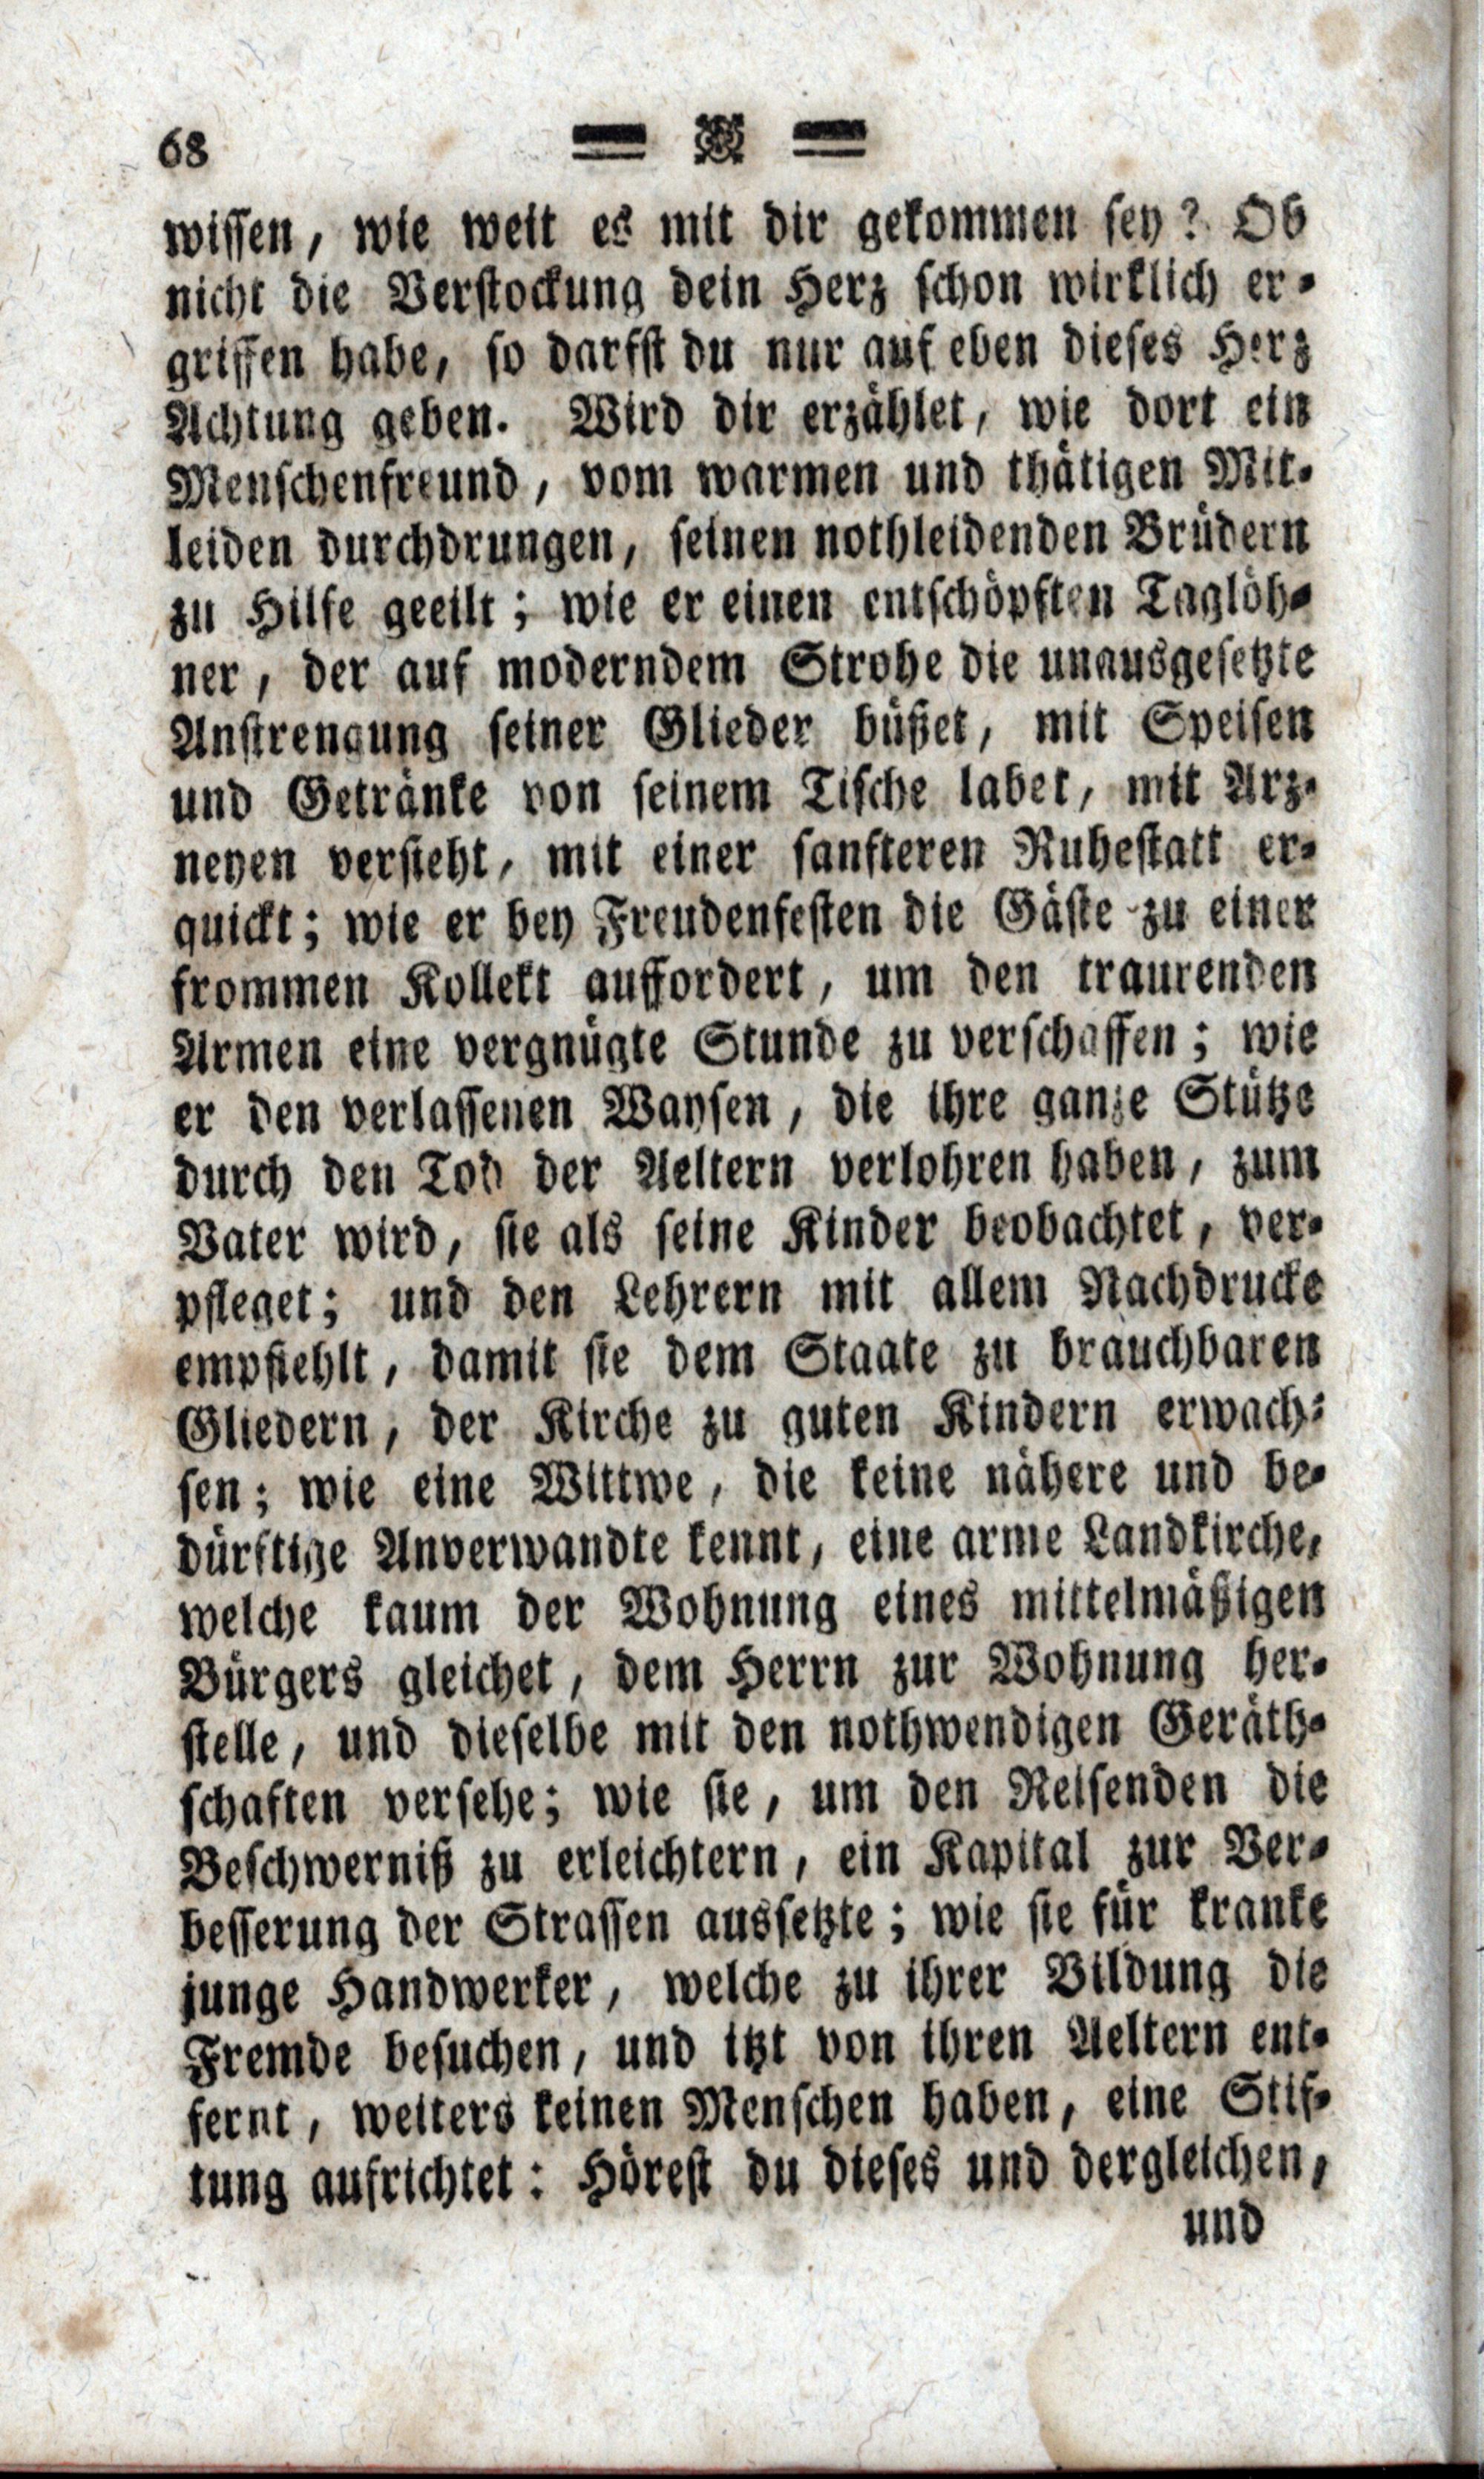 68
wissen, wie weit es mit dir gekommen sey? Ob
nicht die Verstockung dein Herz schon wirklich er-
griffen habe, so darfst du nur auf eben dieses Herz
Achtung geben. Wird dir erzählet, wie dort ein
Menschenfreund, vom warmen und thätigen Mit-
leiden durchdrungen, seinen nothleidenden Brüdern
zu Hilfe geeilt; wie er einen entschöpften Taglöh-
ner, der auf moderndem Strohe die unausgesetzte
Anstrengung seiner Glieder büßet, mit Speisen
und Getränke von seinem Tische labet, mit Arz-
neyen versieht, mit einer sanfteren Ruhestatt er-
quickt; wie er bey Freudenfesten die Gäste zu einer
frommen Kollekt auffordert, um den traurenden
Armen eine vergnügte Stunde zu verschaffen; wie
er den verlassenen Waysen, die ihre ganze Stütze
durch den Tod der Aeltern verlohren haben, zum
Vater wird, sie als seine Kinder beobachtet, ver-
pfleget; und den Lehrern mit allem Nachdrucke
empfiehlt, damit sie dem Staate zu brauchbaren
Gliedern, der Kirche zu guten Kindern erwach-
sen; wie eine Wittwe, die keine nähere und be-
dürftige Anverwandte kennt, eine arme Landkirche,
welche kaum der Wohnung eines mittelmäßigen
Bürgers gleichet, dem Herrn zur Wohnung her-
stelle, und dieselbe mit den nothwendigen Geräth-
schaften versehe; wie sie, um den Reisenden die
Beschwerniß zu erleichtern, ein Kapital zur Ver-
besserung der Strassen aussetzte; wie sie für kranke
junge Handwerker, welche zu ihrer Bildung die
Fremde besuchen, und itzt von ihren Aeltern ent-
fernt, weiters keinen Menschen haben, eine Stif-
tung aufrichtet: Hörest du dieses und dergleichen,
und